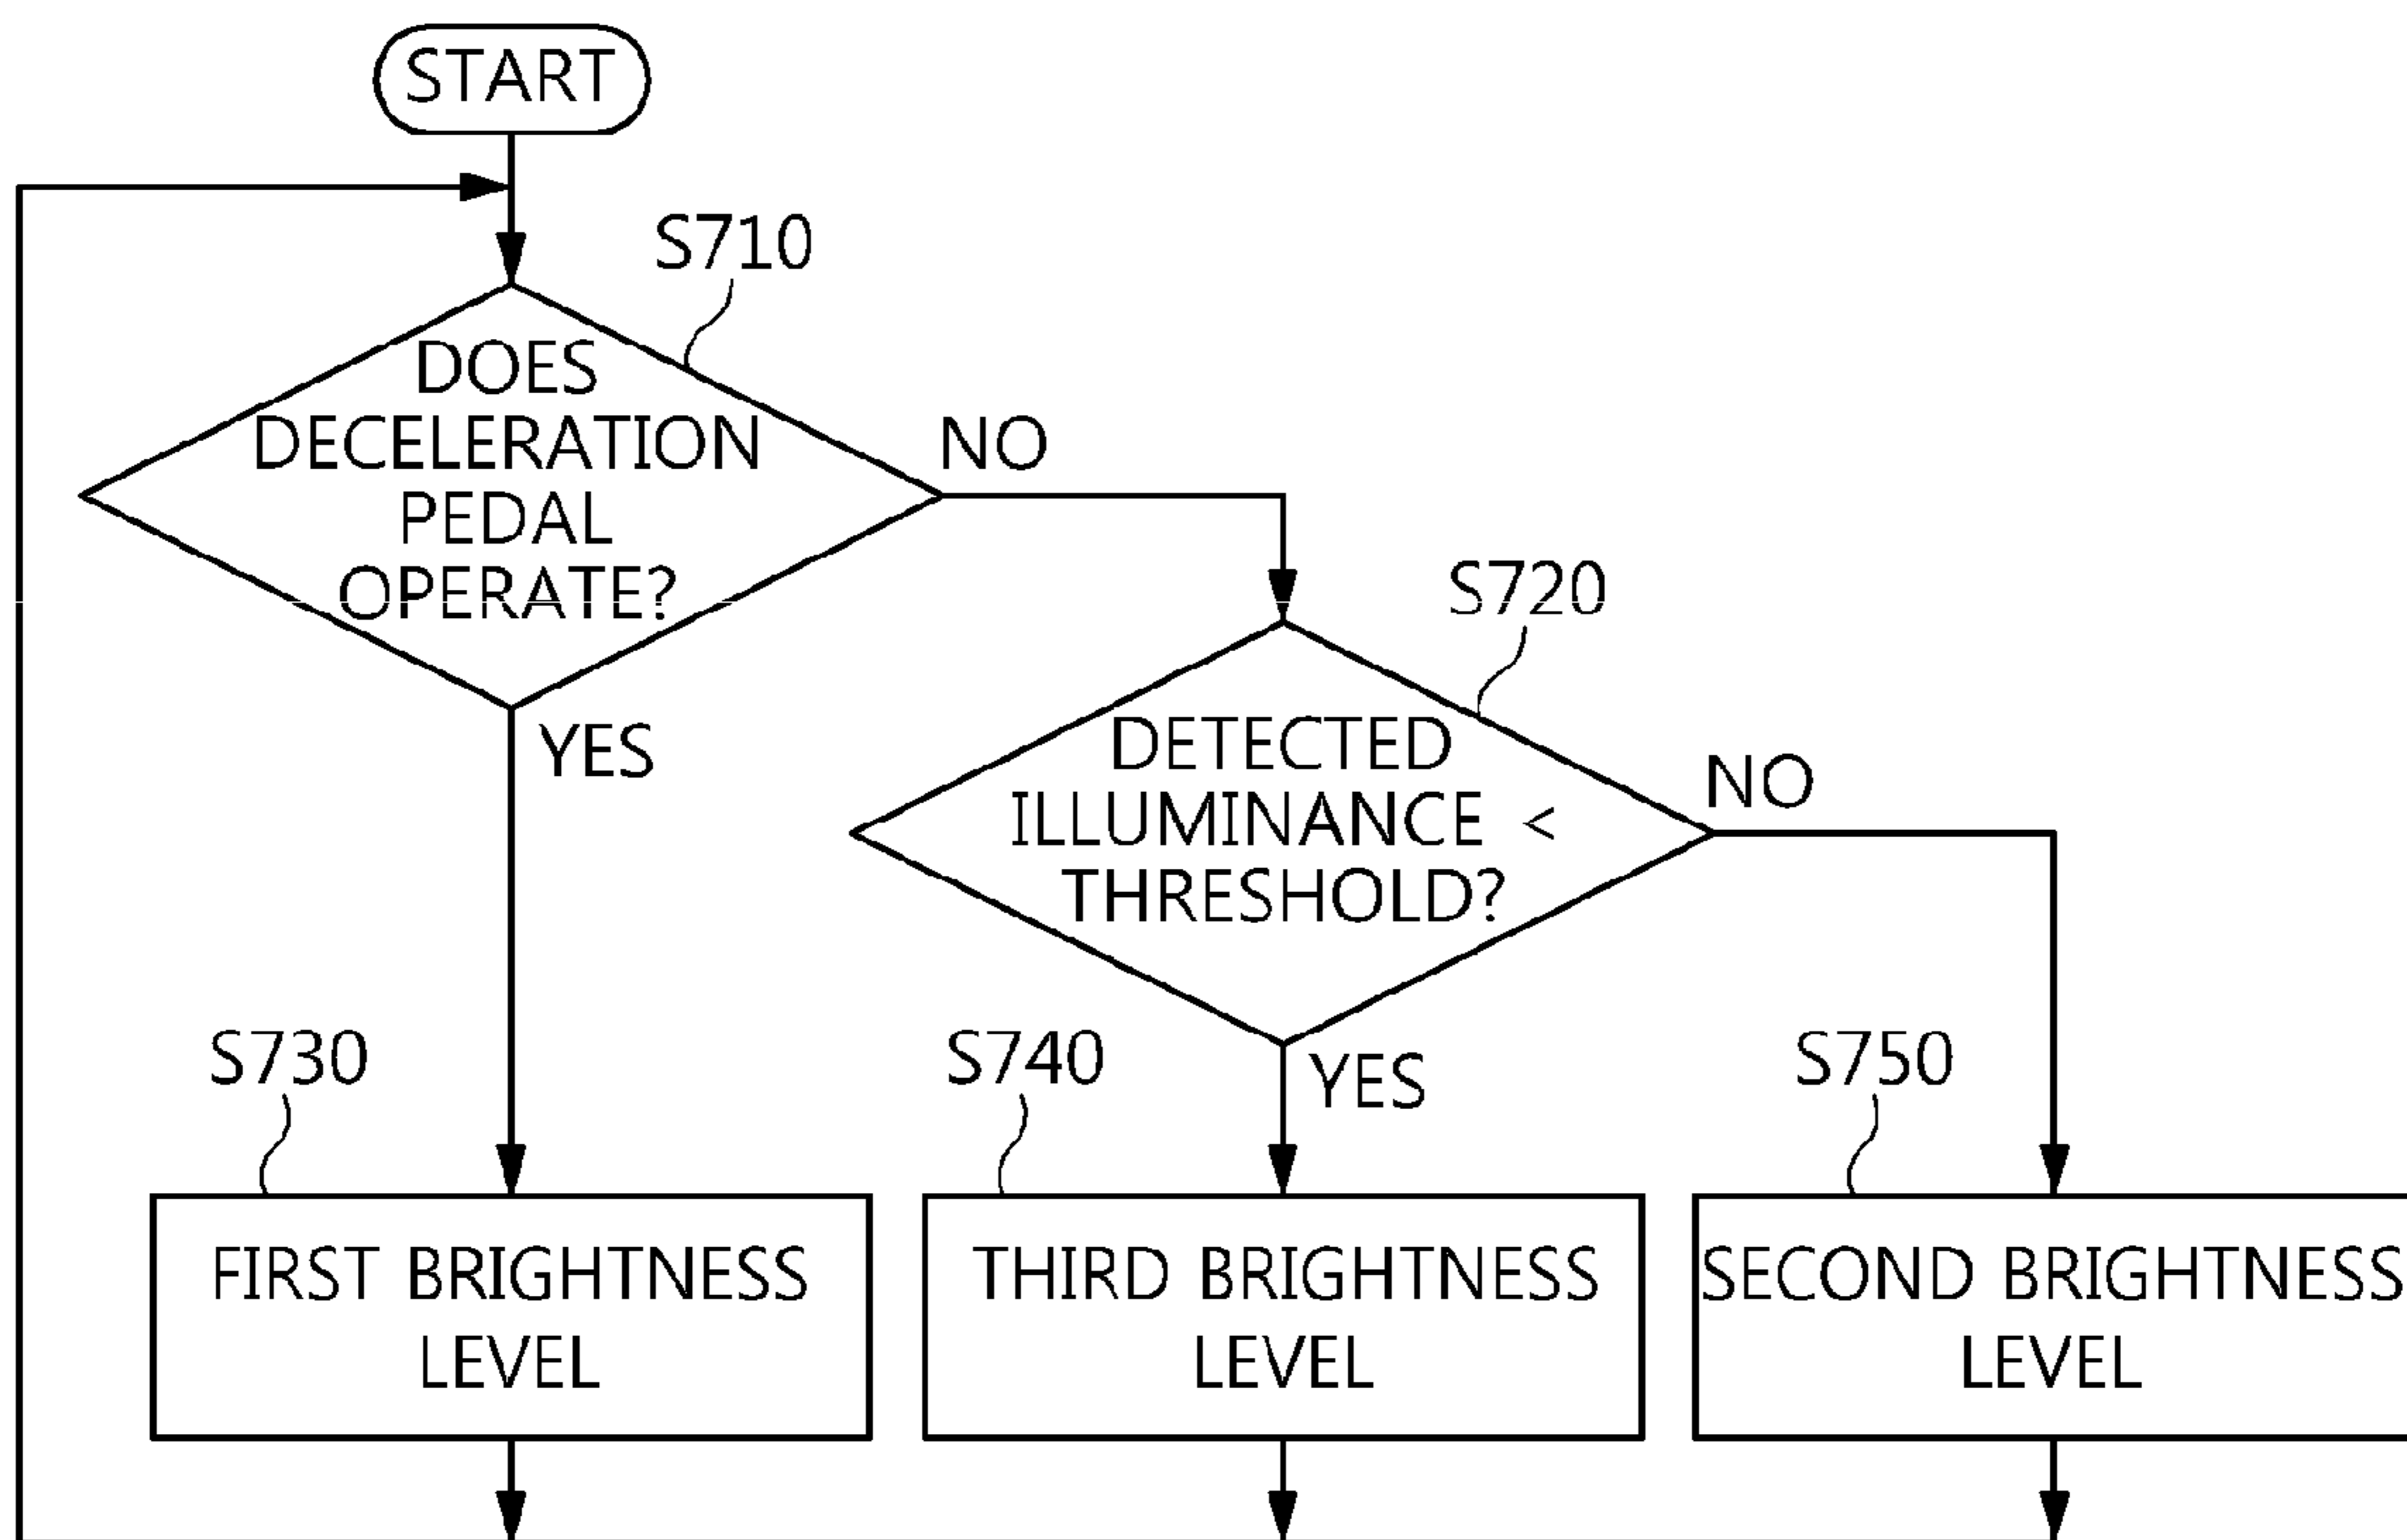 START
S710
DOES
DECELERATION
PEDAL
OPERATE?
NO
YES
S720
DETECTED
ILLUMINANCE <
THRESHOLD?
NO
YES
S730
S740
S750
FIRST BRIGHTNESS
LEVEL
THIRD BRIGHTNESS
LEVEL
SECOND BRIGHTNESS
LEVEL